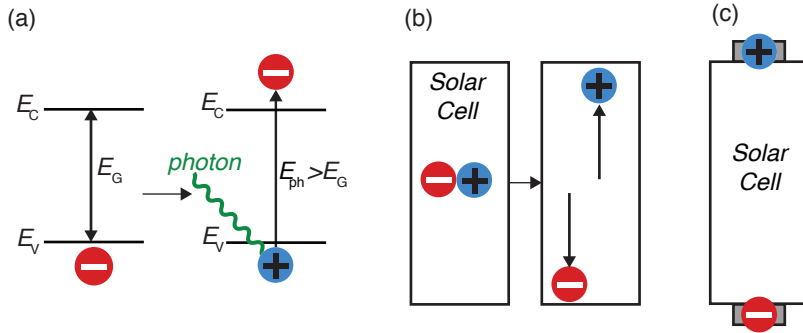 (a)
E_C
E_G
E_V
photon
E_C
E_ph>E_G
E_V
(b)
Solar
Cell
(c)
Solar
Cell